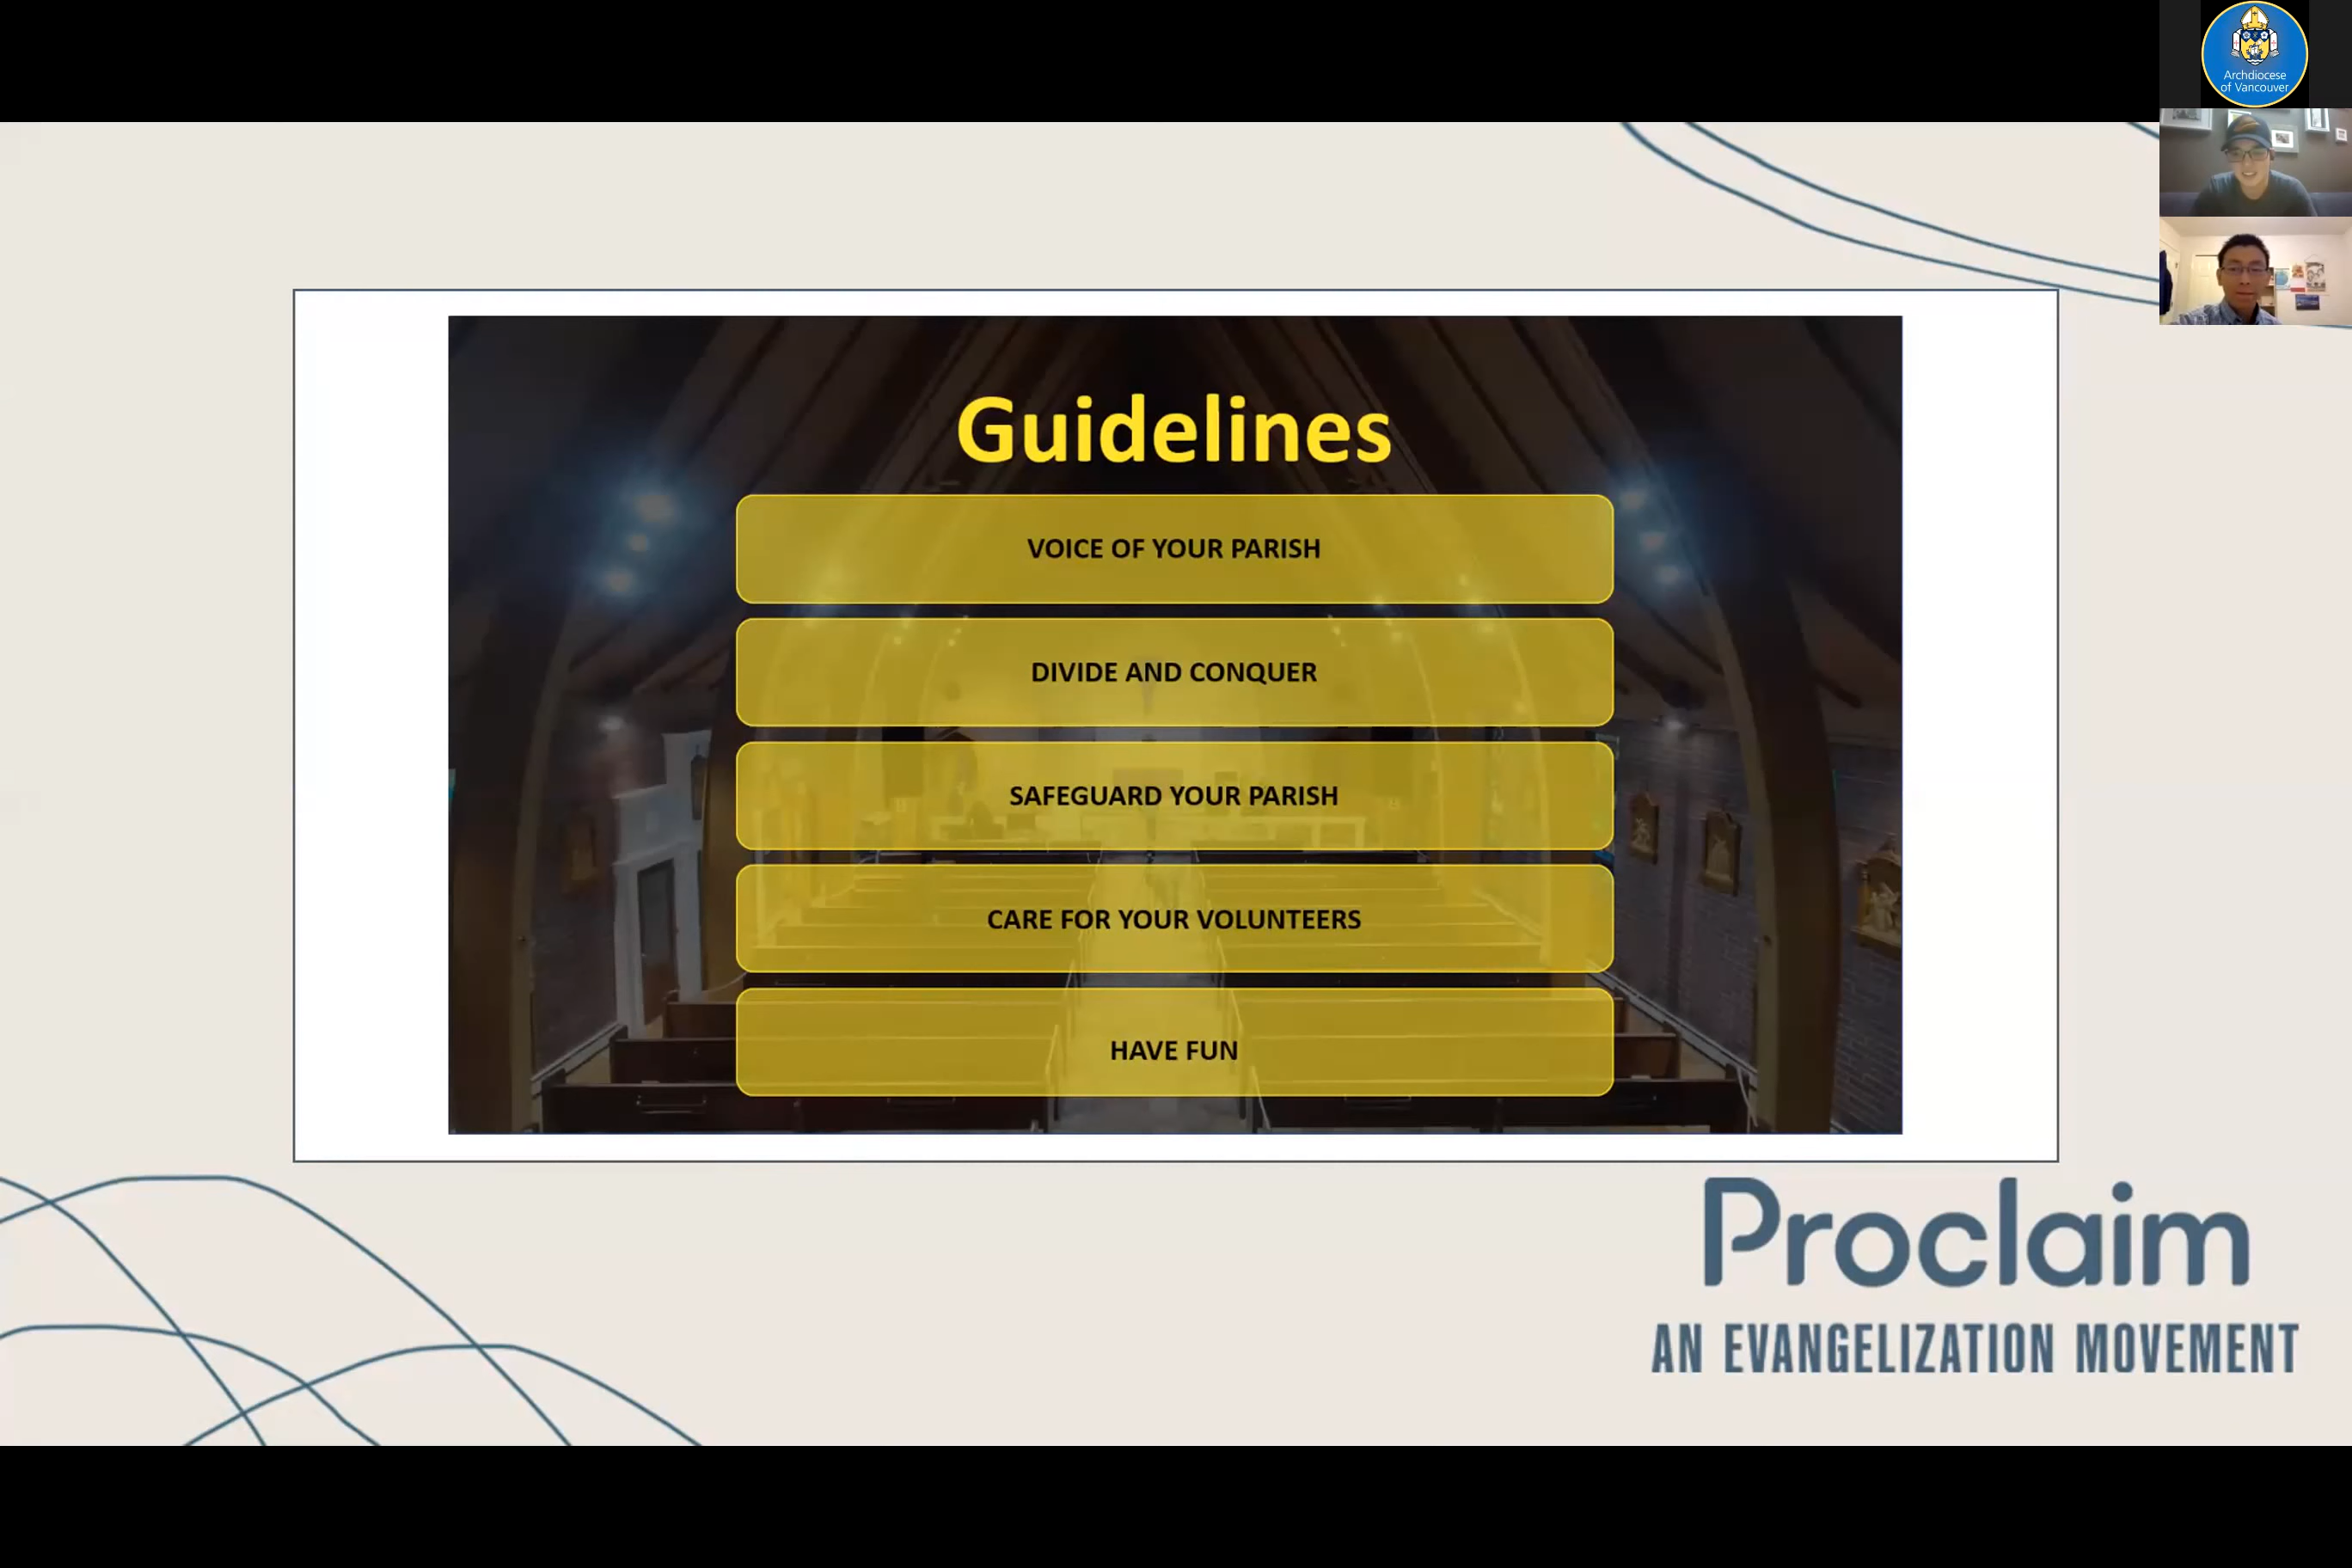 Archdiocese
of Vancouver
Guidelines
VOICE OF YOUR PARISH
DIVIDE AND CONQUER
SAFEGUARD YOUR PARISH
CARE FOR YOUR VOLUNTEERS
HAVE FUN
Proclaim
AN EVANGELIZATION MOVEMENT